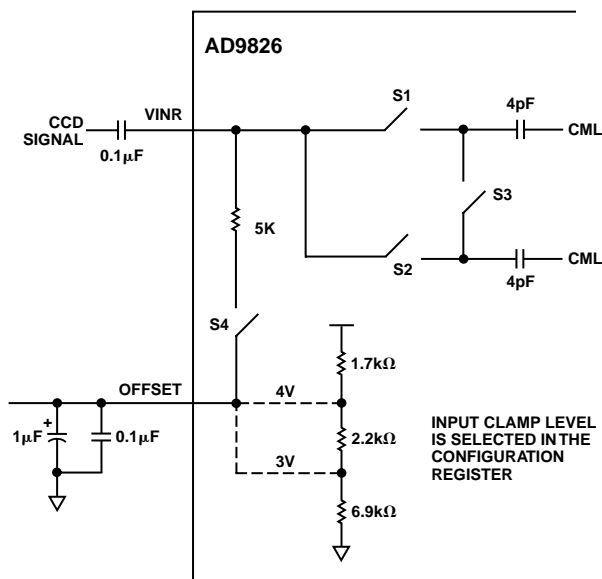 AD9826
S1
4pF
CML
VINR
CCD
SIGNAL
0.1μF
S3
5K
S2
4pF
CML
S4
1.7kΩ
OFFSET
4V
+
1μF
0.1μF
2.2kΩ
3V
6.9kΩ
INPUT CLAMP LEVEL
IS SELECTED IN THE
CONFIGURATION
REGISTER